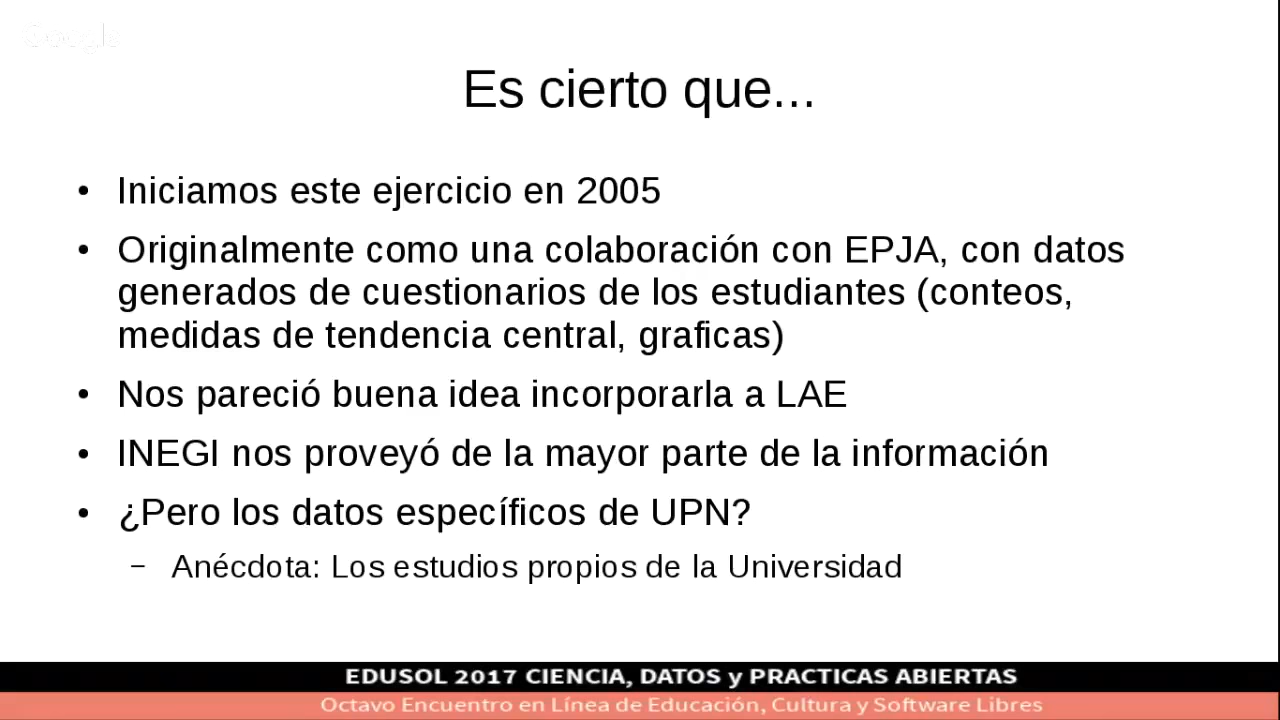 Google
Es cierto que...
• Iniciamos este ejercicio en 2005
• Originalmente como una colaboración con EPJA, con datos
generados de cuestionarios de los estudiantes (conteos,
medidas de tendencia central, graficas)
• Nos pareció buena idea incorporarla a LAE
• INEGI nos proveyó de la mayor parte de la información
• ¿Pero los datos específicos de UPN?
– Anécdota: Los estudios propios de la Universidad
EDUSOL 2017 CIENCIA, DATOS y PRACTICAS ABIERTAS
Octavo Encuentro en Línea de Educación, Cultura y Software Libres